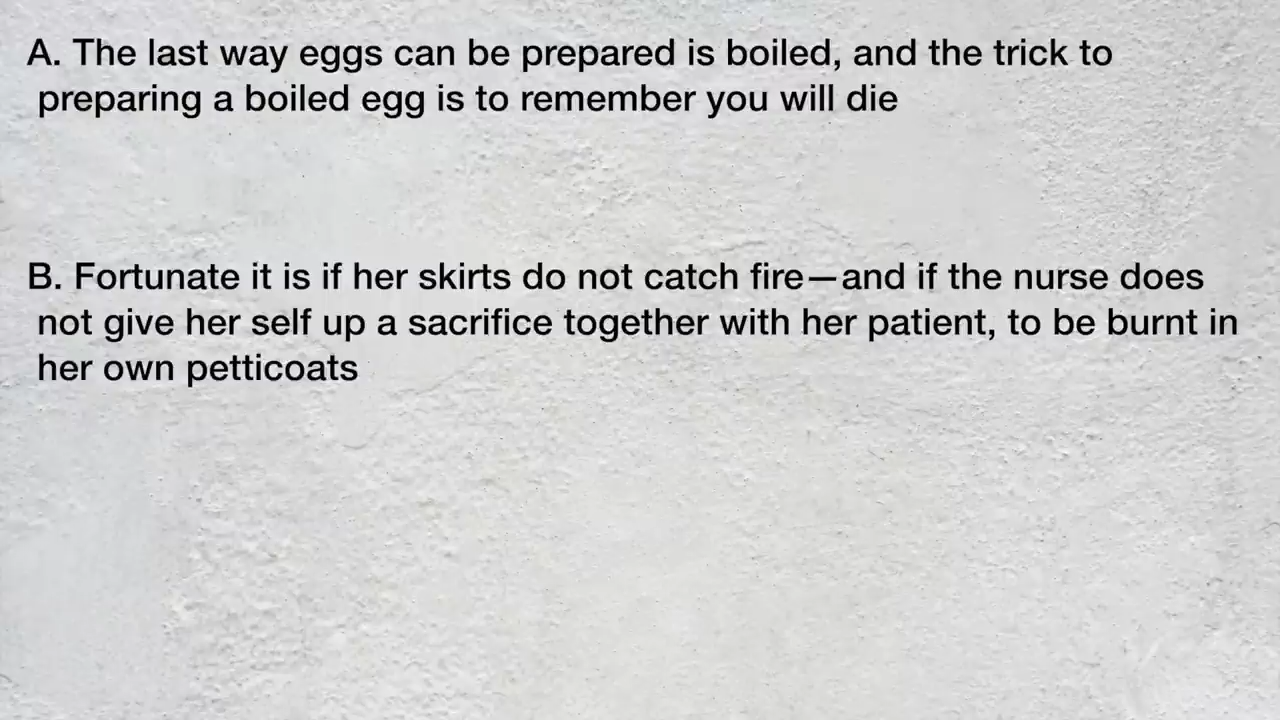 A. The last way eggs can be prepared is boiled, and the trick to
preparing a boiled egg is to remember you will die
B. Fortunate it is if her skirts do not catch fire—and if the nurse does
not give her self up a sacrifice together with her patient, to be burnt in
her own petticoats